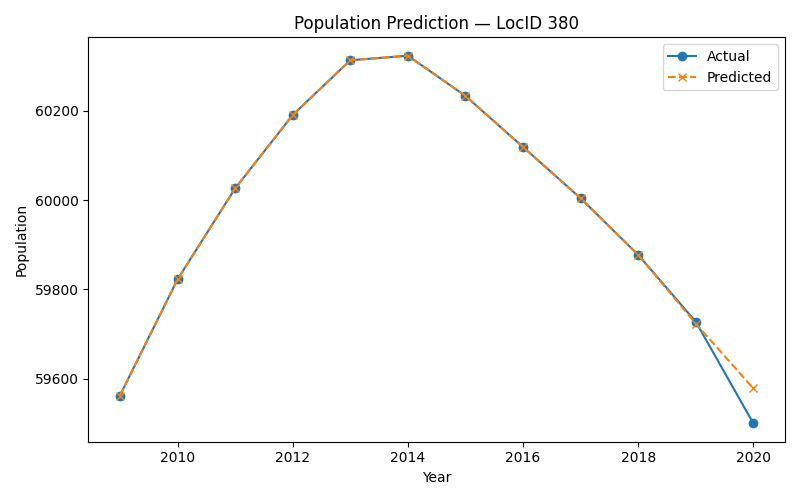 Population Prediction — LocID 380
Actual
Predicted
Population
60200
60000
59800
59600
2010 2012 2014 2016 2018 2020
Year